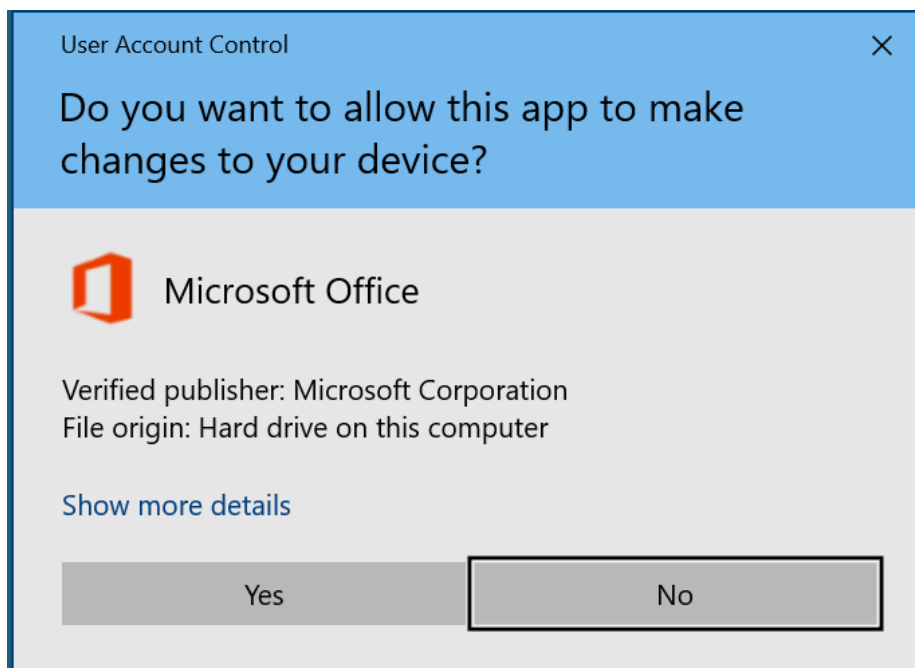 User Account Control
Do you want to allow this app to make
changes to your device?
Microsoft Office
Verified publisher: Microsoft Corporation
File origin: Hard drive on this computer
Show more details
Yes
No